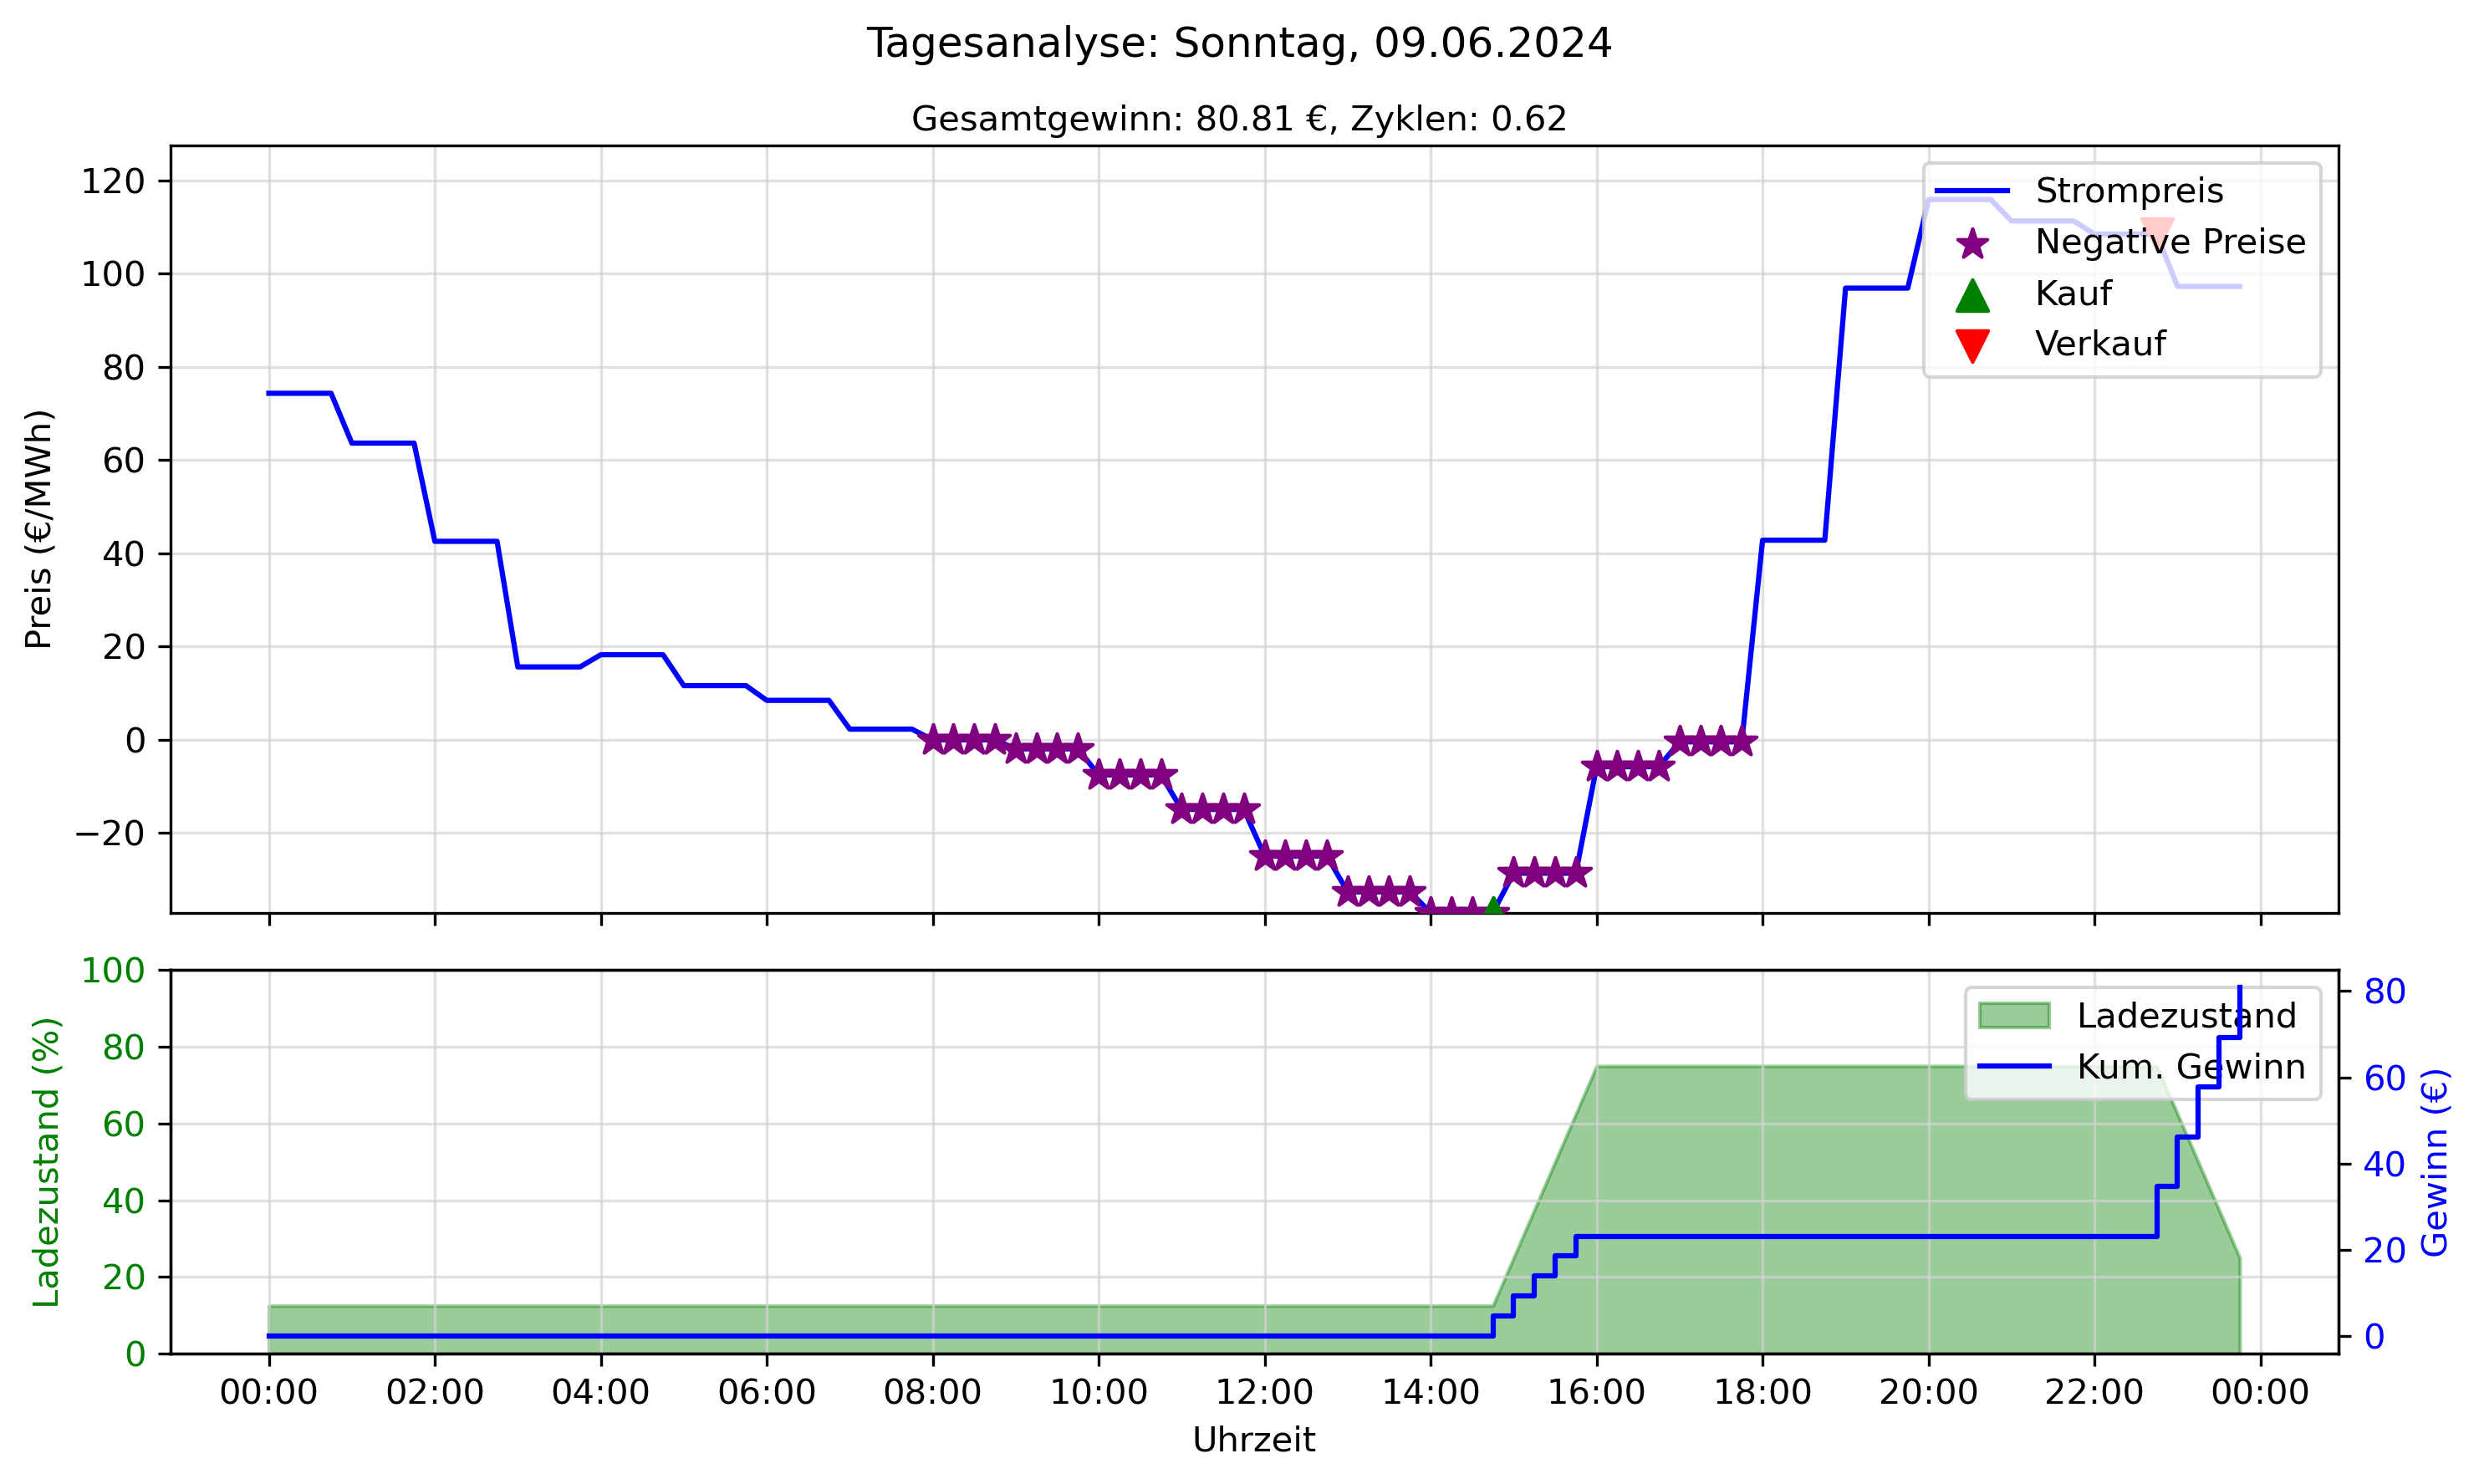 Tagesanalyse: Sonntag, 09.06.2024
Gesamtgewinn: 80.81 €, Zyklen: 0.62
Preis (€/MWh)
120
100
80
60
40
20
0
−20
Strompreis
Negative Preise
Kauf
Verkauf
Ladezustand (%)
100
80
60
40
20
0
Ladezustand
Kum. Gewinn
80
60
40
20
0
Gewinn (€)
00:00 02:00 04:00 06:00 08:00 10:00 12:00 14:00 16:00 18:00 20:00 22:00 00:00
Uhrzeit